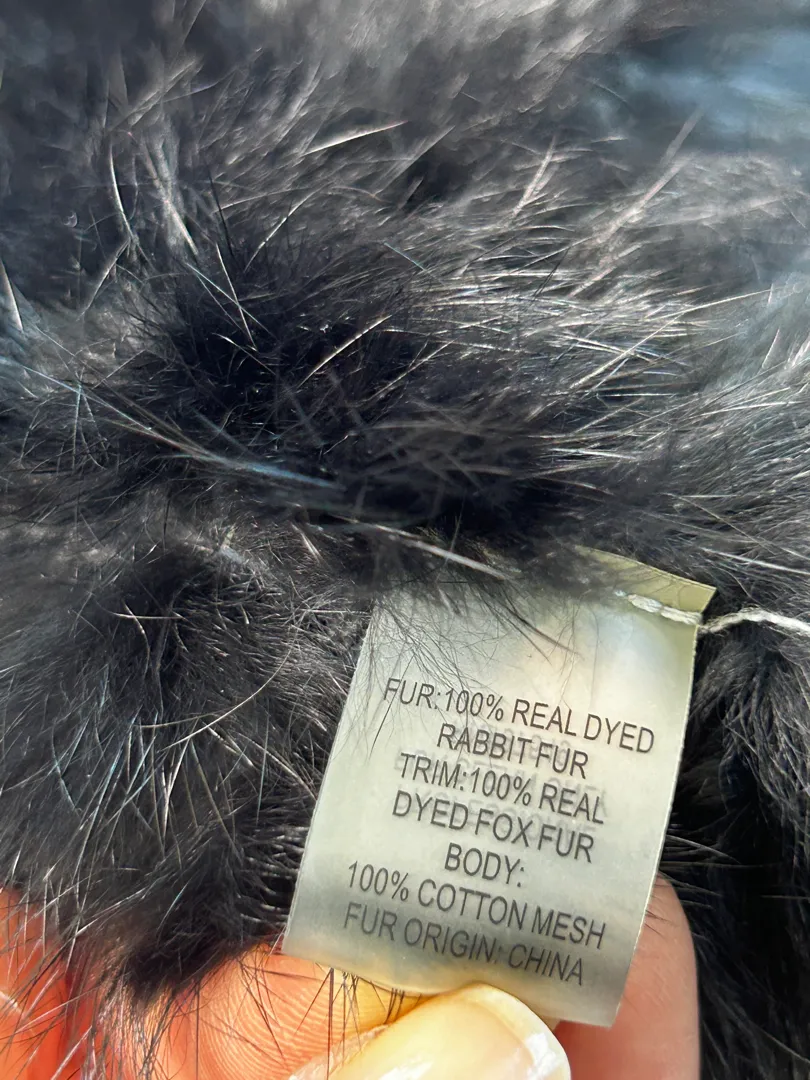 FUR:100% REAL DYED
RABBIT FUR
TRIM:100% REAL
DYED FOX FUR
BODY:
100% COTTON MESH
FUR ORIGIN: CHINA